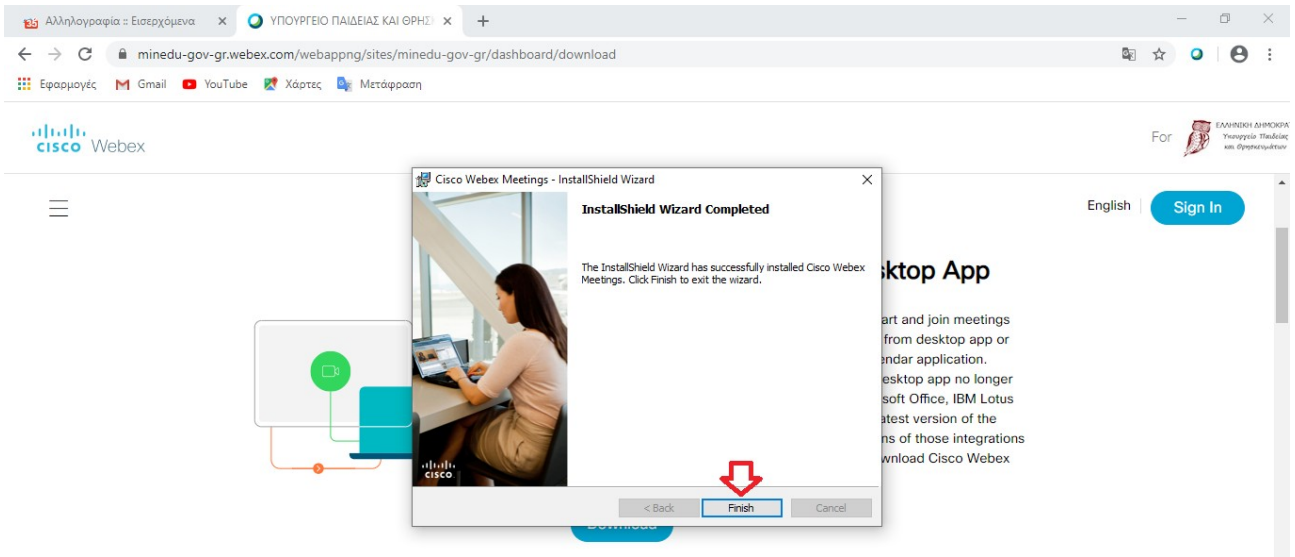 Αλληλογραφία :: Εισερχόμενα
ΥΠΟΥΡΓΕΙΟ ΠΑΙΔΕΙΑΣ ΚΑΙ ΘΡΗΣ
minedu-gov-gr.webex.com/webappng/sites/minedu-gov-gr/dashboard/download
Εφαρμογές Gmail YouTube Χάρτες Μετάφραση
CISCO Webex
For
ΕΛΛΗΝΙΚΗ ΔΗΜΟΚΡΑ
Υπουργείο Παιδείας
και Θρησκευμάτων
English Sign In
Cisco Webex Meetings - InstallShield Wizard
InstallShield Wizard Completed
The InstallShield Wizard has successfully installed Cisco Webex
Meetings. Click Finish to exit the wizard.
CISCO
< Back Finish Cancel
sktop App
art and join meetings
from desktop app or
endar application.
esktop app no longer
soft Office, IBM Lotus
atest version of the
ns of those integrations
wnload Cisco Webex
Download